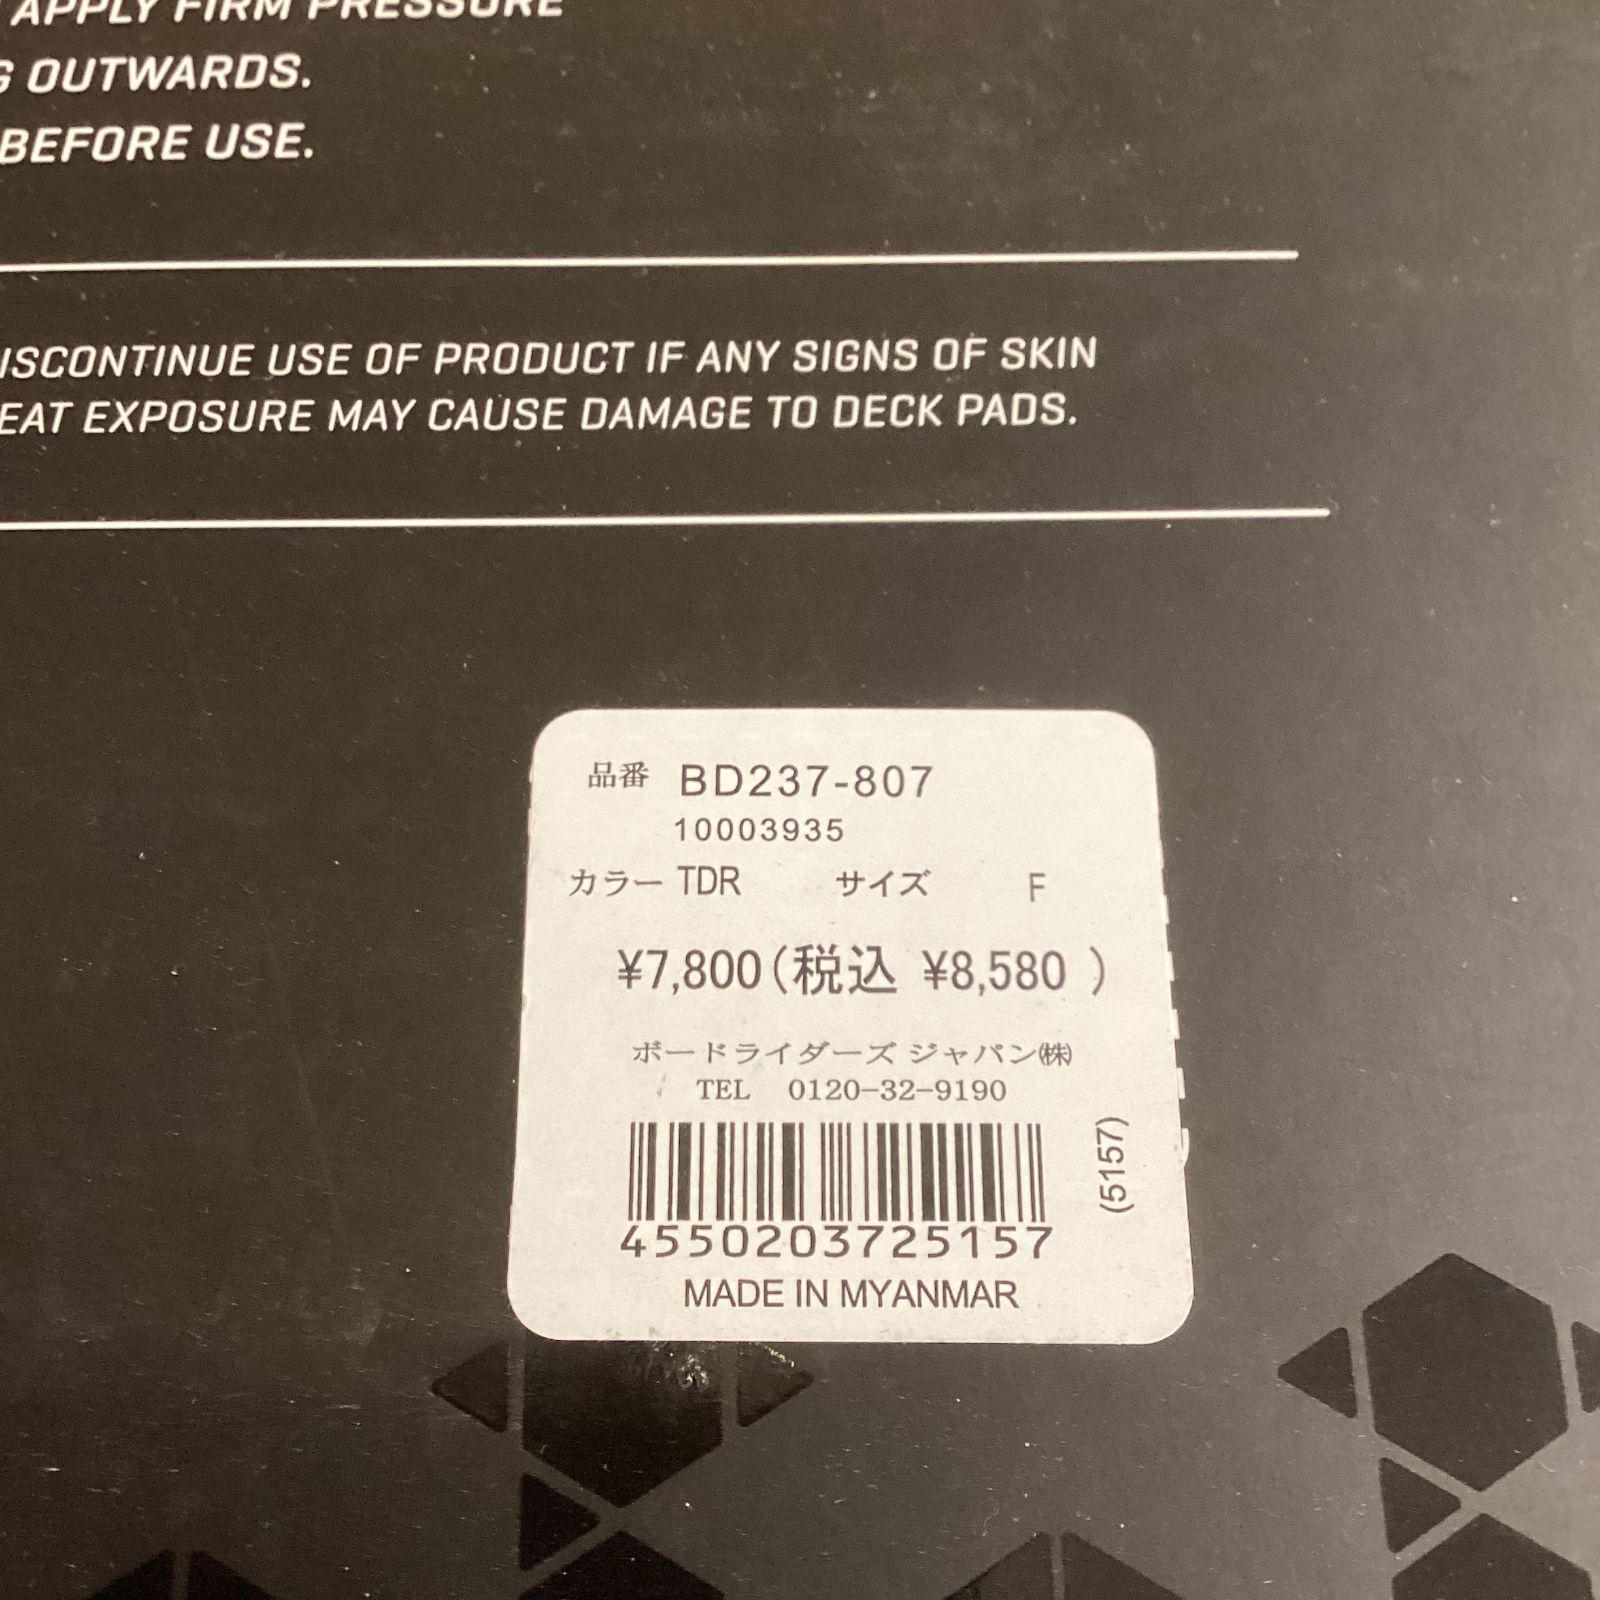 APPLY FIRM PRESSURE
G OUTWARDS.
BEFORE USE.
ISCONTINUE USE OF PRODUCT IF ANY SIGNS OF SKIN
EAT EXPOSURE MAY CAUSE DAMAGE TO DECK PADS.
品番 BD237-807
10003935
カラー TDR サイズ F
¥7,800(税込 ¥8,580 )
ボードライダーズ ジャパン㈱
TEL 0120-32-9190
(5157)
4550203725157
MADE IN MYANMAR